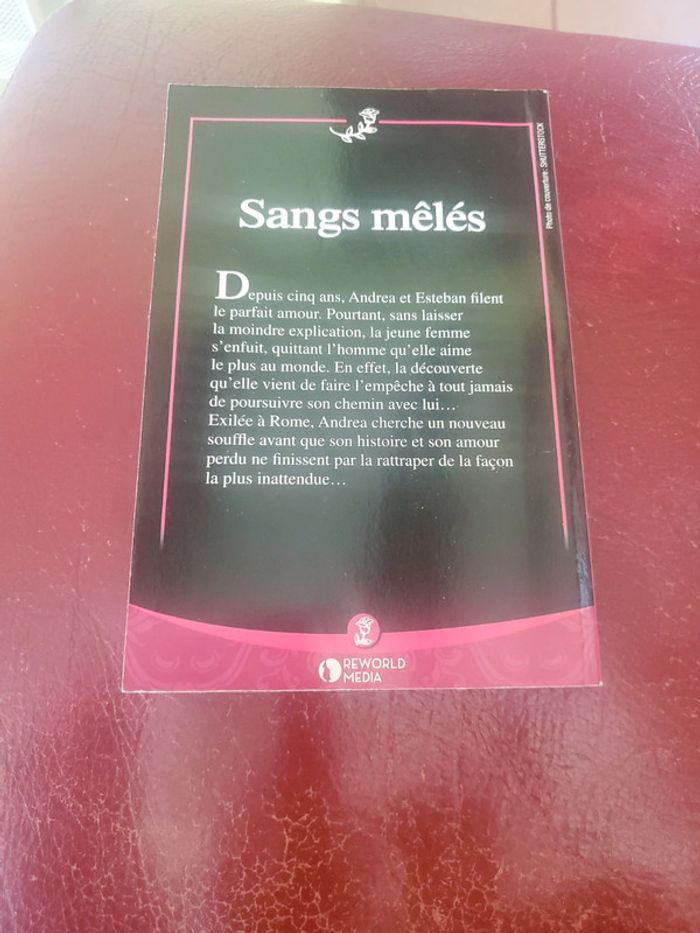 Photo de couverture: SHUTTERSTOCK
Sangs mêlés
Depuis cinq ans, Andrea et Esteban filent
le parfait amour. Pourtant, sans laisser
la moindre explication, la jeune femme
s'enfuit, quittant l'homme qu'elle aime
le plus au monde. En effet, la découverte
qu'elle vient de faire l'empêche à tout jamais
de poursuivre son chemin avec lui…
Exilée à Rome, Andrea cherche un nouveau
souffle avant que son histoire et son amour
perdu ne finissent par la rattraper de la façon
la plus inattendue…
REWORLD
MEDIA